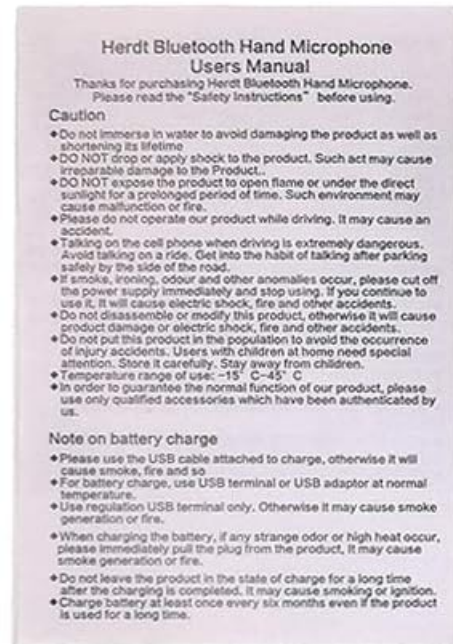 Herdt Bluetooth Hand Microphone
Users Manual
Thanks for purchasing Herdt Bluetooth Hand Microphone.
Please read the "Safety Instructions" before using.
Caution
◆Do not immerse in water to avoid damaging the product as well as
shortening its lifetime
◆DO NOT drop or apply shock to the product. Such act may cause
irreparable damage to the Product..
◆DO NOT expose the product to open flame or under the direct
sunlight for a prolonged period of time. Such environment may
cause malfunction or fire.
◆Please do not operate our product while driving. It may cause an
accident.
◆Talking on the cell phone when driving is extremely dangerous.
Avoid talking on a ride. Get into the habit of talking after parking
safely by the side of the road.
◆If smoke, ironing, odour and other anomalies occur, please cut off
the power supply immediately and stop using. If you continue to
use it, It will cause electric shock, fire and other accidents.
◆Do not disassemble or modify this product, otherwise it will cause
product damage or electric shock, fire and other accidents.
◆Do not put this product in the population to avoid the occurrence
of injury accidents. Users with children at home need special
attention. Store it carefully. Stay away from children.
◆Temperature range of use: -15° C-45° C
◆In order to guarantee the normal function of our product, please
use only qualified accessories which have been authenticated by
us.
Note on battery charge
◆Please use the USB cable attached to charge, otherwise it will
cause smoke, fire and so
◆For battery charge, use USB terminal or USB adaptor at normal
temperature.
◆Use regulation USB terminal only. Otherwise It may cause smoke
generation or fire.
◆When charging the battery, if any strange odor or high heat occur,
please immediately pull the plug from the product, It may cause
smoke generation or fire.
◆Do not leave the product in the state of charge for a long time
after the charging is completed. It may cause smoking or ignition.
◆Charge battery at least once every six months even if the product
is used for a long time.